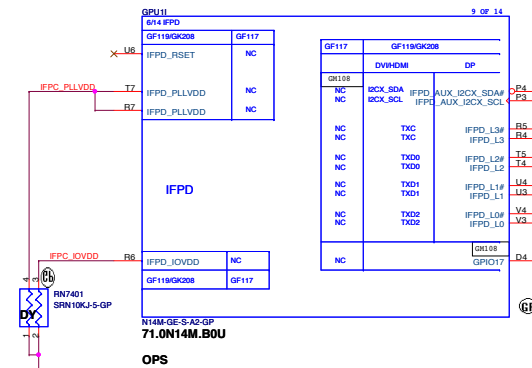 GPU1I 9 OF 14
6/14 IFPD
GF119/GK208 GF117
U6 IFPD_RSET NC
IFPC_PLLVDD T7 IFPD_PLLVDD NC
R7 IFPD_PLLVDD NC
GF117 GF119/GK208
DVI/HDMI DP
GM108
NC I2CX_SDA IFPD_AUX_I2CX_SDA# P4
NC I2CX_SCL IFPD_AUX_I2CX_SCL P3
NC TXC IFPD_L3# R5
NC TXC IFPD_L3 R4
NC TXD0 IFPD_L2# T5
NC TXD0 IFPD_L2 T4
NC TXD1 IFPD_L1# U4
NC TXD1 IFPD_L1 U3
NC TXD2 IFPD_L0# V4
NC TXD2 IFPD_L0 V3
IFPD
GM108
NC GPIO17 D4
IFPC_IOVDD R6 IFPD_IOVDD NC
GF119/GK208 GF117
4 3
RN7401
SRN10KJ-5-GP
DY
1 2
N14M-GE-S-A2-GP
71.0N14M.B0U
OPS